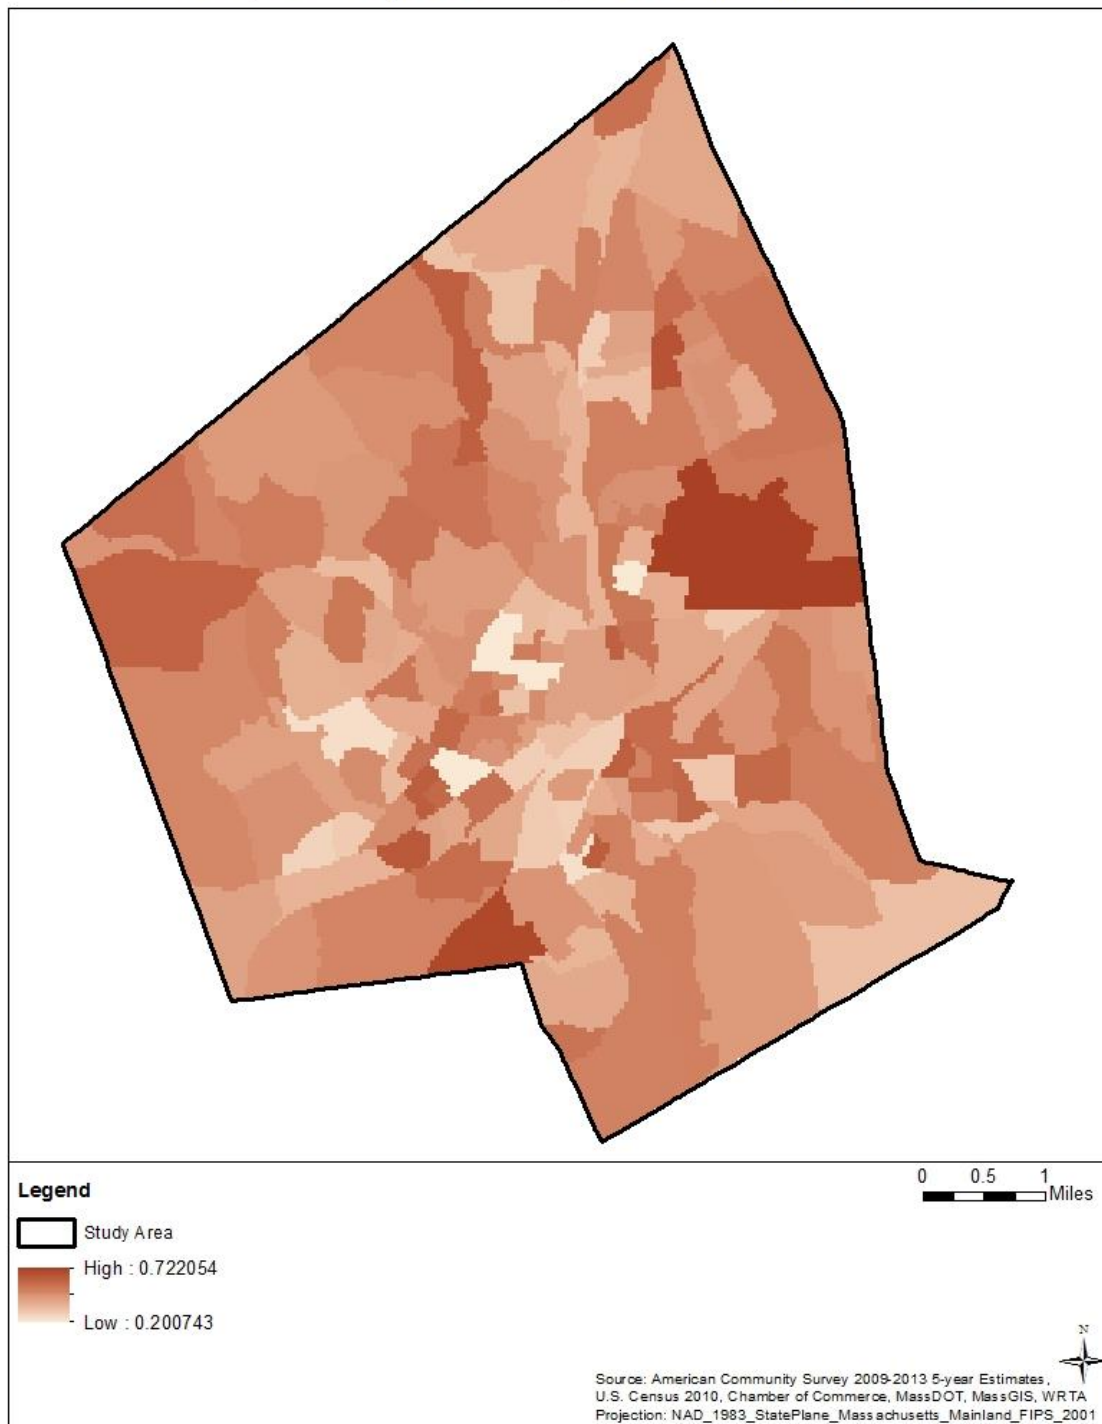 Legend
Study Area
High : 0.722054
Low : 0.200743
0 0.5 1
Miles
N
Source: American Community Survey 2009-2013 5-year Estimates,
U.S. Census 2010, Chamber of Commerce, MassDOT, MassGIS, WRTA
Projection: NAD_1983_StatePlane_Massachusetts_Mainland_FIPS_2001